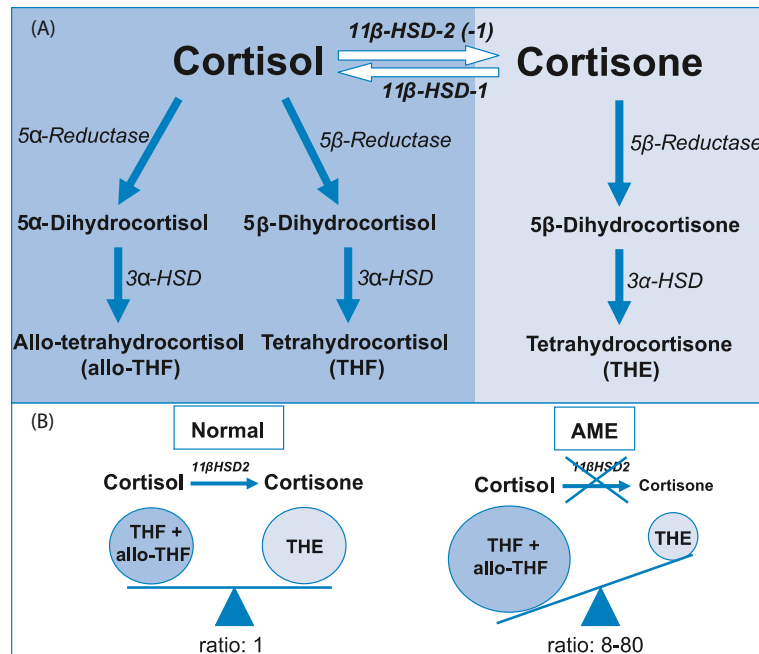 (A)
11β-HSD-2 (-1)
Cortisol
Cortisone
11β-HSD-1
5α-Reductase
5β-Reductase
5β-Reductase
5α-Dihydrocortisol
5β-Dihydrocortisol
5β-Dihydrocortisone
3α-HSD
3α-HSD
3α-HSD
Allo-tetrahydrocortisol
(allo-THF)
Tetrahydrocortisol
(THF)
Tetrahydrocortisone
(THE)
(B)
Normal
11βHSD2
Cortisol
Cortisone
THF +
allo-THF
THE
ratio: 1
AME
11βHSD2
Cortisol
Cortisone
THF +
allo-THF
THE
ratio: 8-80